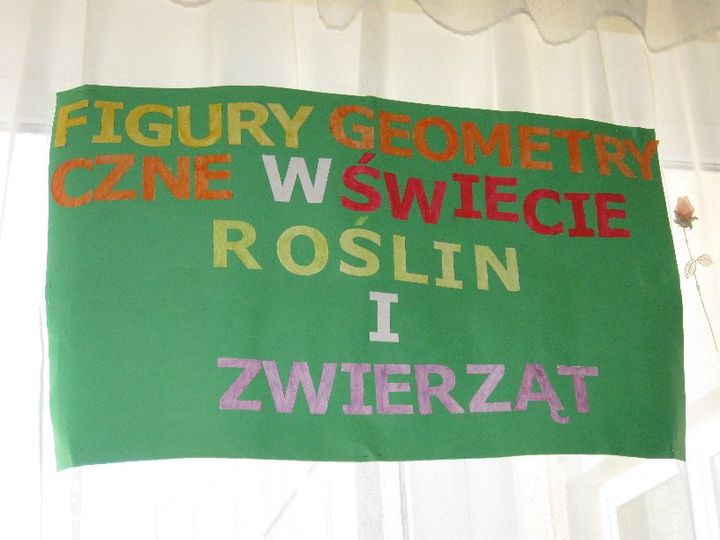 FIGURY GEOMETRY
CZNE W ŚWIECIE
ROŚLIN
I
ZWIERZĄT